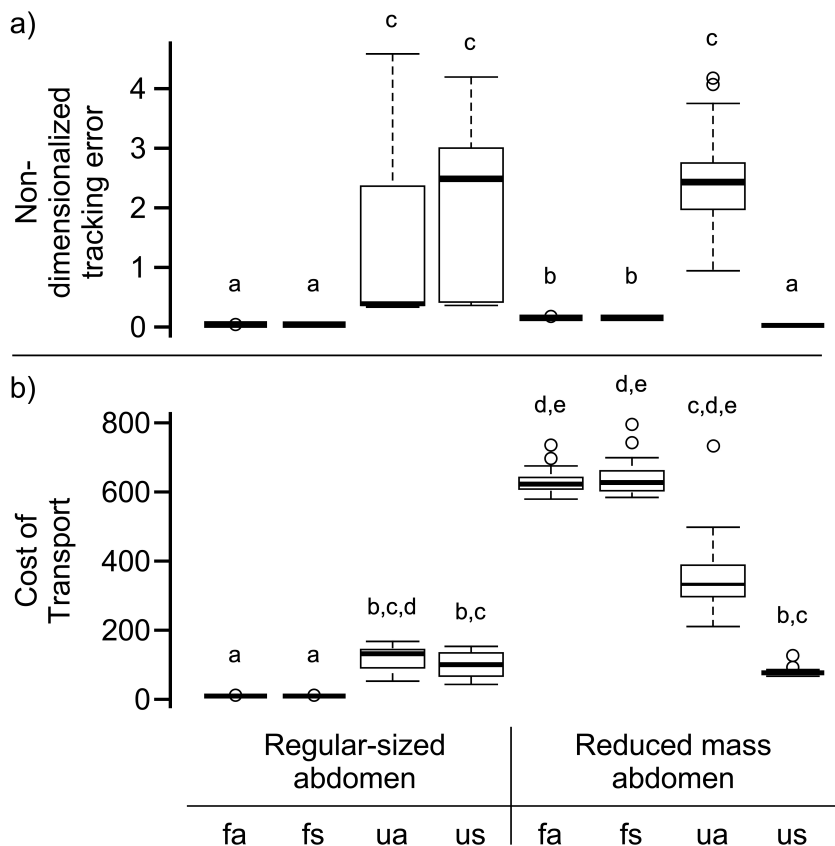 a)
Non-
dimensionalized
tracking error
4
3
2
1
0
a
a
c
c
b
b
c
a
b)
Cost of
Transport
800
600
400
200
0
a
a
b,c,d
b,c
d,e
d,e
c,d,e
b,c
Regular-sized
abdomen
Reduced mass
abdomen
fa fs ua us fa fs ua us